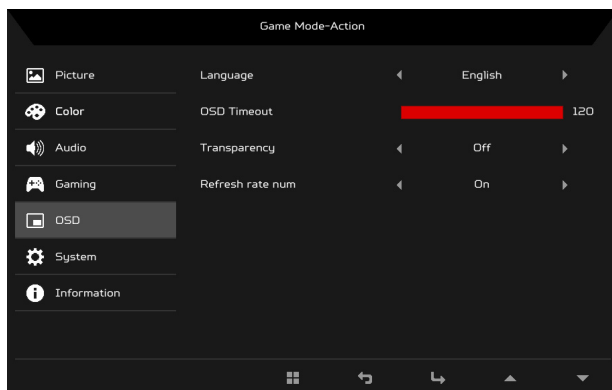 Game Mode-Action
Picture
Language English
Color
OSD Timeout 120
Audio
Transparency Off
Gaming
Refresh rate num On
OSD
System
Information